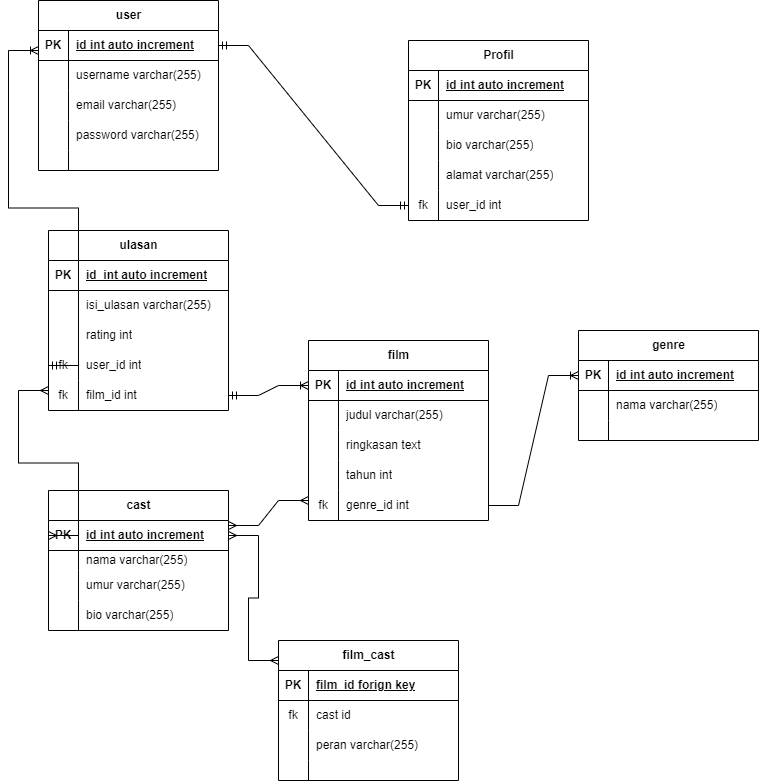 user
PK id int auto increment
username varchar(255)
email varchar(255)
password varchar(255)
Profil
PK id int auto increment
umur varchar(255)
bio varchar(255)
alamat varchar(255)
fk user_id int
ulasan
PK id_int auto increment
isi_ulasan varchar(255)
rating int
fk user_id int
fk film_id int
film
PK id int auto increment
judul varchar(255)
ringkasan text
tahun int
fk genre_id int
genre
PK id int auto increment
nama varchar(255)
cast
PK id int auto increment
nama varchar(255)
umur varchar(255)
bio varchar(255)
film_cast
PK film_id forign key
fk cast id
peran varchar(255)